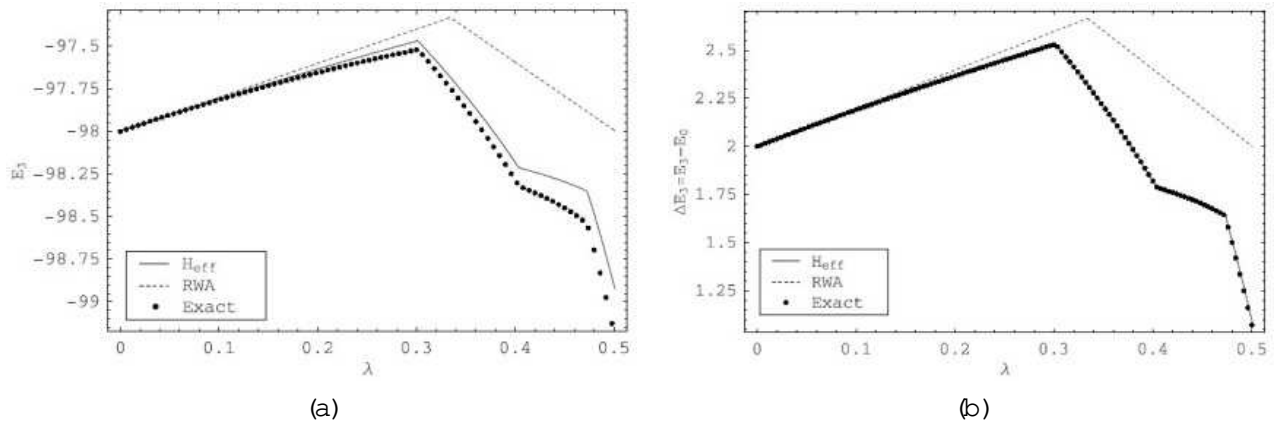 -97.5
-97.75
-98
-98.25
-98.5
-98.75
-99
E₃
H_eff
RWA
Exact
0 0.1 0.2 0.3 0.4 0.5
λ
(a)
2.5
2.25
2
1.75
1.5
1.25
ΔE₃=E₃-E₀
H_eff
RWA
Exact
0 0.1 0.2 0.3 0.4 0.5
λ
(b)